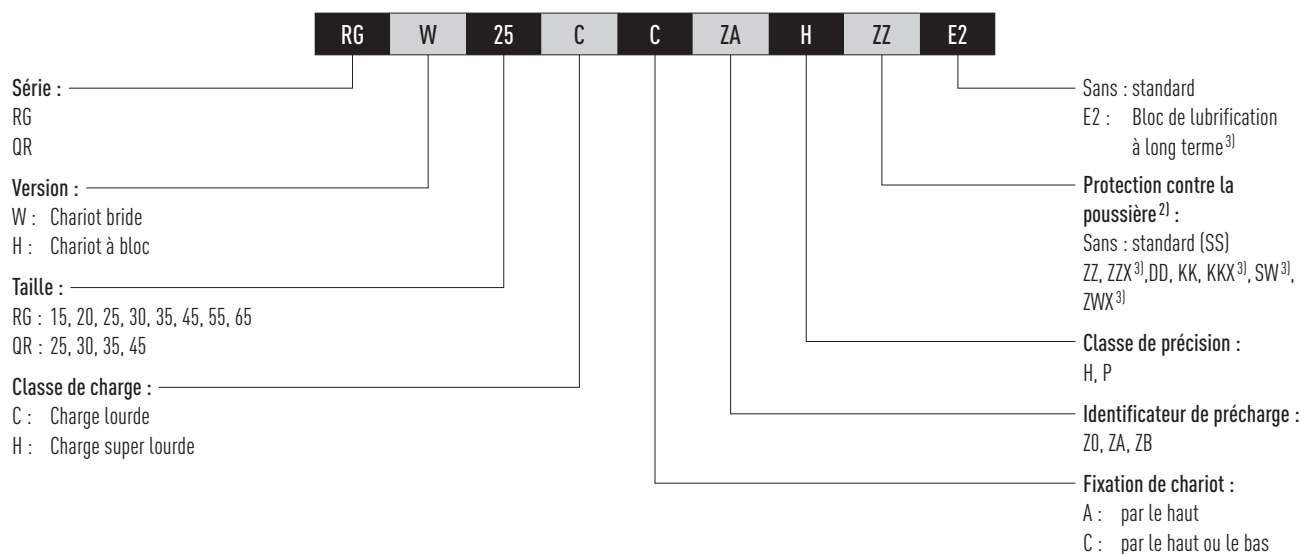 RG W 25 C C ZA H ZZ E2
Série :
RG
QR
Version :
W : Chariot bride
H : Chariot à bloc
Taille :
RG : 15, 20, 25, 30, 35, 45, 55, 65
QR : 25, 30, 35, 45
Classe de charge :
C : Charge lourde
H : Charge super lourde
Sans : standard
E2 : Bloc de lubrification
à long terme 3)
Protection contre la
poussière 2) :
Sans : standard (SS)
ZZ, ZZX 3),DD, KK, KKX 3), SW 3),
ZWX 3)
Classe de précision :
H, P
Identificateur de précharge :
Z0, ZA, ZB
Fixation de chariot :
A : par le haut
C : par le haut ou le bas